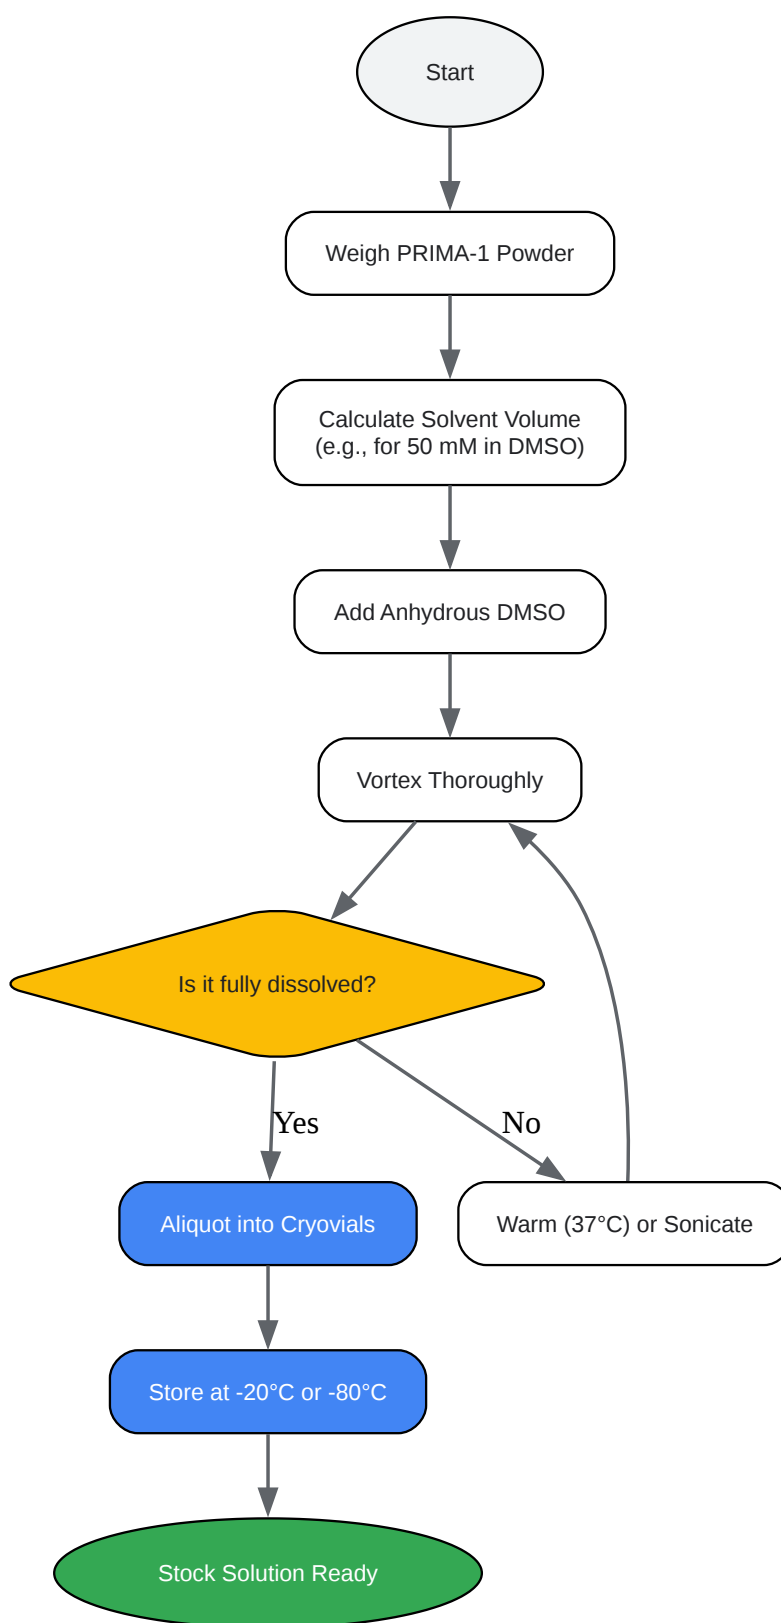 Start
Weigh PRIMA-1 Powder
Calculate Solvent Volume
(e.g., for 50 mM in DMSO)
Add Anhydrous DMSO
Vortex Thoroughly
Is it fully dissolved?
Yes
No
Aliquot into Cryovials
Warm (37°C) or Sonicate
Store at -20°C or -80°C
Stock Solution Ready